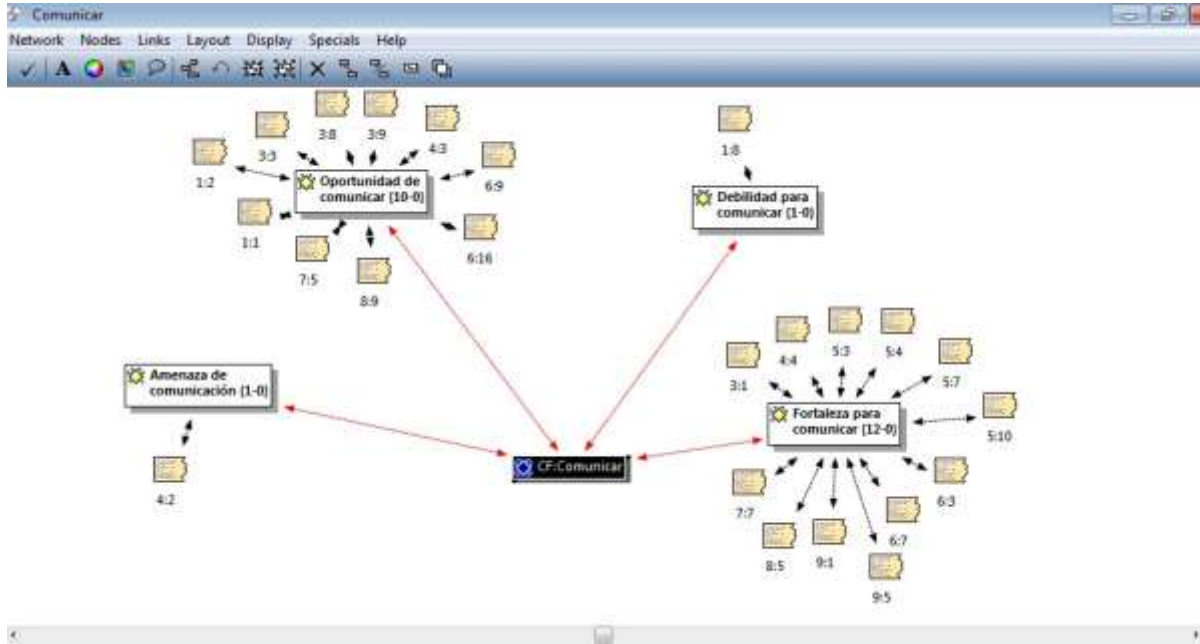 Comunicar
Network Nodes Links Layout Display Specials Help
A
3:8
3:9
3:3
4:3
1:2
6:9
Oportunidad de
comunicar {10-0}
1:1
7:5
8:9
6:16
1:8
Debilidad para
comunicar {1-0}
Amenaza de
comunicación {1-0}
4:2
CF:Comunicar
3:1
4:4
5:3
5:4
5:7
Fortaleza para
comunicar {12-0}
5:10
7:7
8:5
9:1
6:7
6:3
9:5